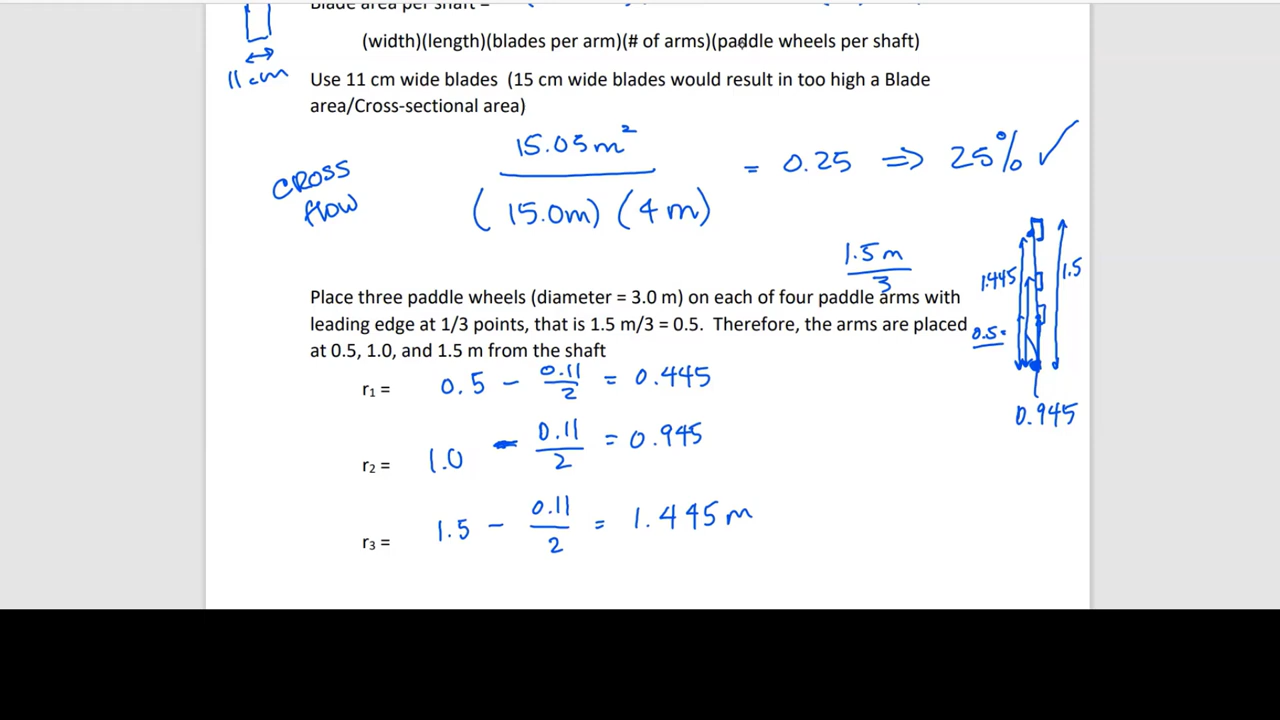 Blade area per shaft =
(width)(length)(blades per arm)(# of arms)(paddle wheels per shaft)
11 cm
Use 11 cm wide blades (15 cm wide blades would result in too high a Blade
area/Cross-sectional area)
CROSS
flow
15.05 m²
= 0.25 ⇒ 25% ✓
(15.0m) (4m)
1.5 m
3
Place three paddle wheels (diameter = 3.0 m) on each of four paddle arms with
leading edge at 1/3 points, that is 1.5 m/3 = 0.5. Therefore, the arms are placed
at 0.5, 1.0, and 1.5 m from the shaft
1.445
1.5
0.5
0.945
r₁ = 0.5 - 0.11/2 = 0.445
r₂ = 1.0 - 0.11/2 = 0.945
r₃ = 1.5 - 0.11/2 = 1.445 m